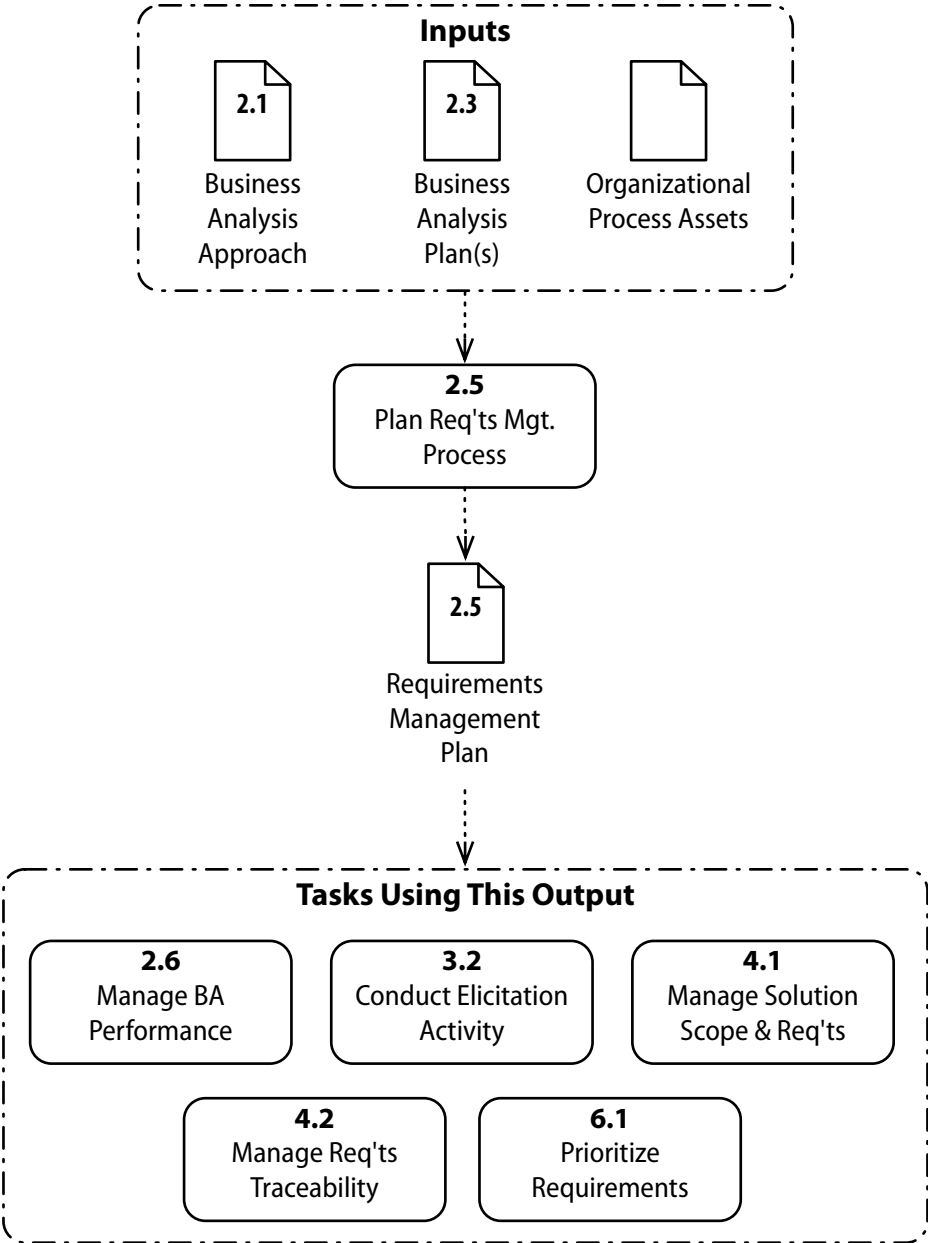 Inputs
2.1
Business
Analysis
Approach
2.3
Business
Analysis
Plan(s)
Organizational
Process Assets
2.5
Plan Req'ts Mgt.
Process
2.5
Requirements
Management
Plan
Tasks Using This Output
2.6
Manage BA
Performance
3.2
Conduct Elicitation
Activity
4.1
Manage Solution
Scope & Req'ts
4.2
Manage Req'ts
Traceability
6.1
Prioritize
Requirements